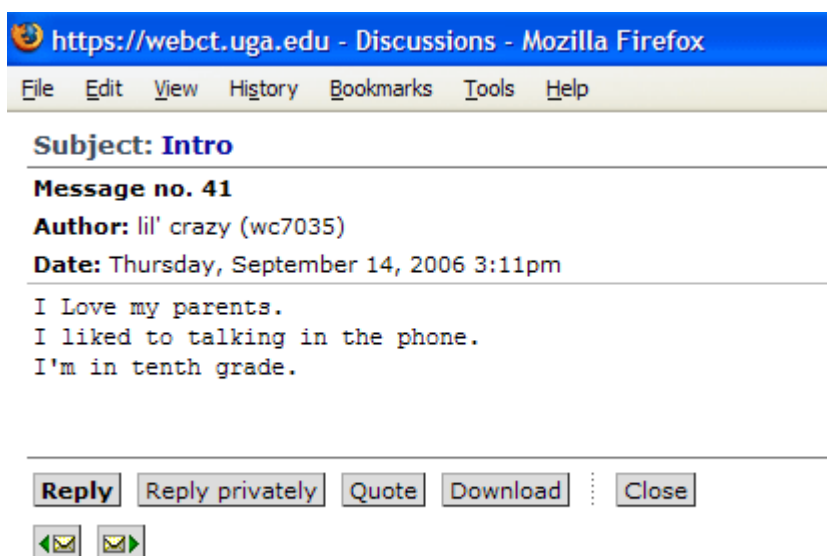 https://webct.uga.edu - Discussions - Mozilla Firefox
File Edit View History Bookmarks Tools Help
Subject: Intro
Message no. 41
Author: lil' crazy (wc7035)
Date: Thursday, September 14, 2006 3:11pm
I Love my parents.
I liked to talking in the phone.
I'm in tenth grade.
Reply Reply privately Quote Download Close